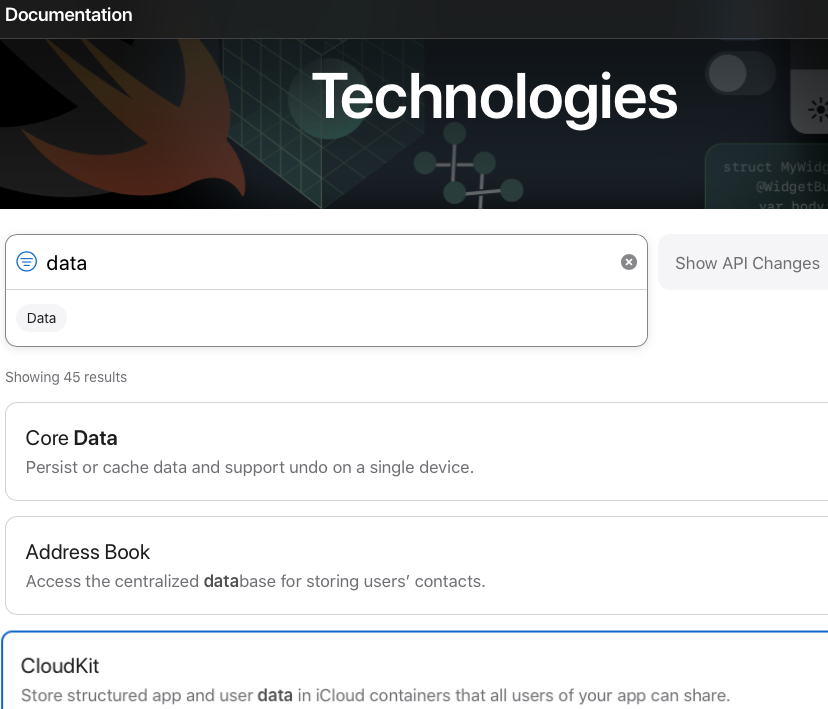 Documentation
Technologies
struct MyWidg
@WidgetBu
var body
data
Show API Changes
Data
Showing 45 results
Core Data
Persist or cache data and support undo on a single device.
Address Book
Access the centralized database for storing users’ contacts.
CloudKit
Store structured app and user data in iCloud containers that all users of your app can share.